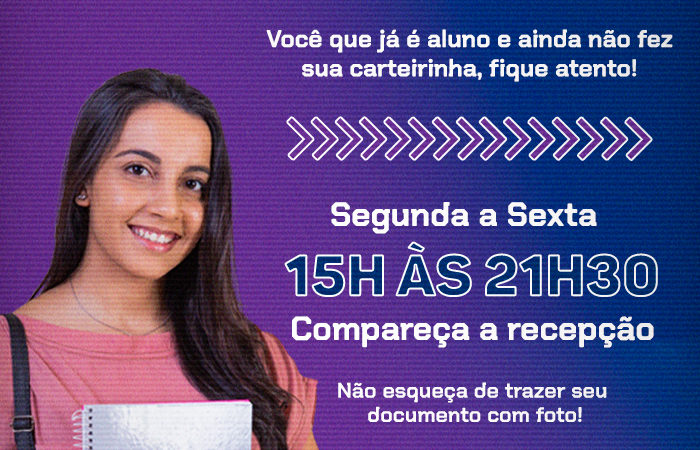 Você que já é aluno e ainda não fez
sua carteirinha, fique atento!
Segunda a Sexta
15H ÀS 21H30
Compareça a recepção
Não esqueça de trazer seu
documento com foto!